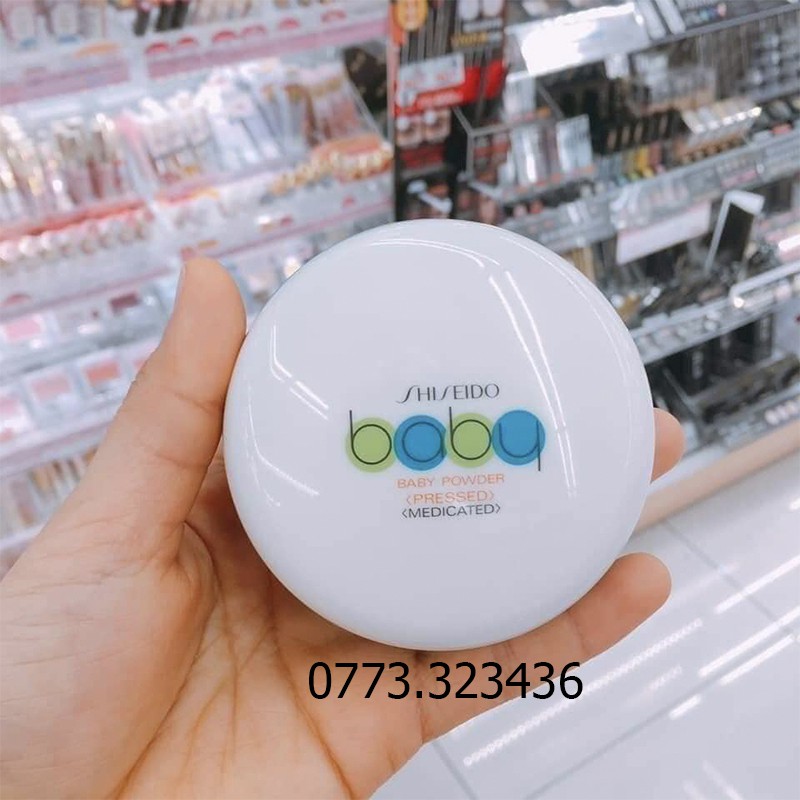 SHISEIDO
baby
BABY POWDER
<PRESSED>
<MEDICATED>
0773.323436